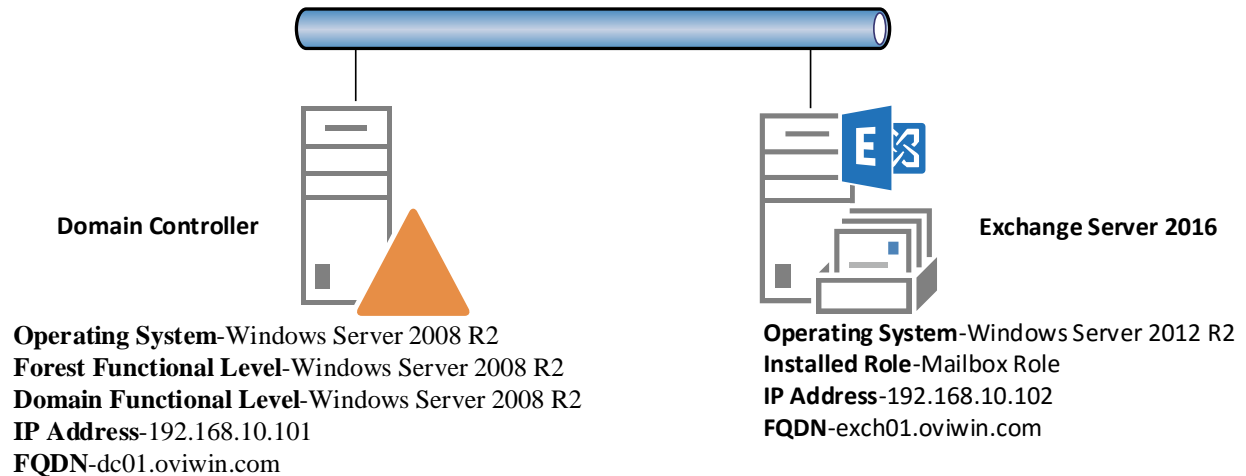 Domain Controller
Operating System-Windows Server 2008 R2
Forest Functional Level-Windows Server 2008 R2
Domain Functional Level-Windows Server 2008 R2
IP Address-192.168.10.101
FQDN-dc01.oviwin.com
E
Exchange Server 2016
Operating System-Windows Server 2012 R2
Installed Role-Mailbox Role
IP Address-192.168.10.102
FQDN-exch01.oviwin.com